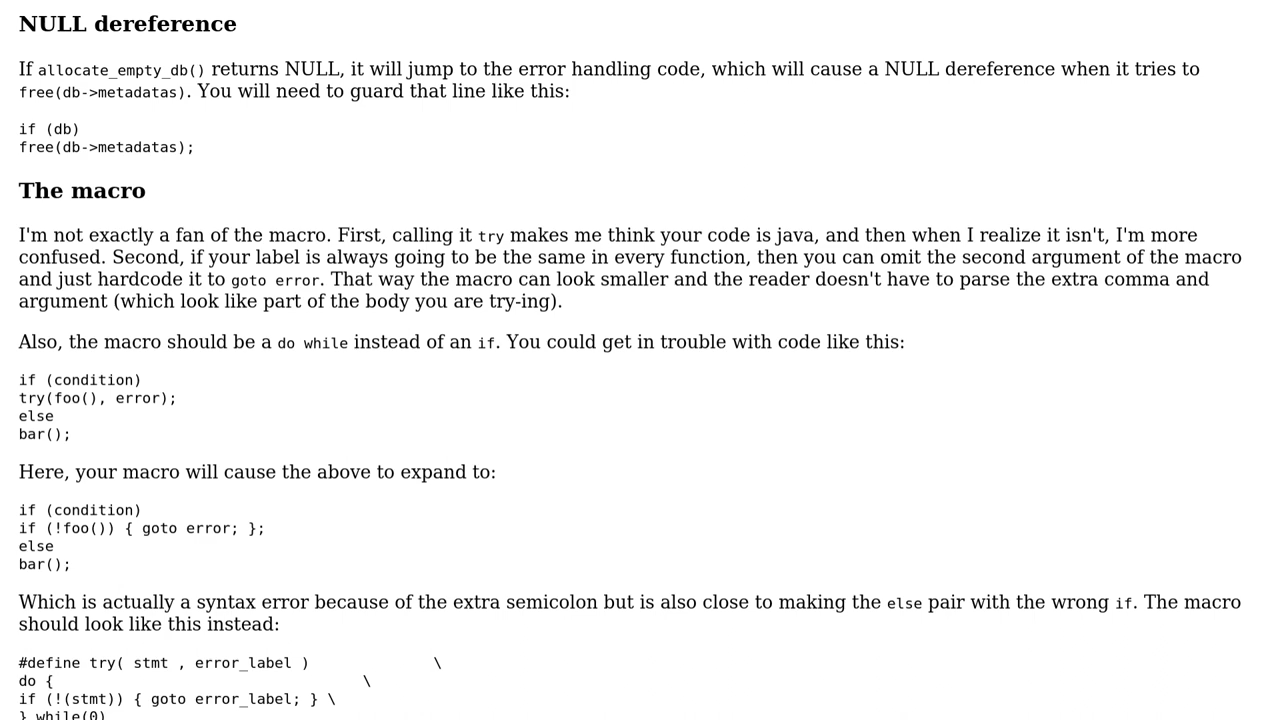 NULL dereference
If allocate_empty_db() returns NULL, it will jump to the error handling code, which will cause a NULL dereference when it tries to
free(db->metadatas). You will need to guard that line like this:
if (db)
free(db->metadatas);
The macro
I'm not exactly a fan of the macro. First, calling it try makes me think your code is java, and then when I realize it isn't, I'm more
confused. Second, if your label is always going to be the same in every function, then you can omit the second argument of the macro
and just hardcode it to goto error. That way the macro can look smaller and the reader doesn't have to parse the extra comma and
argument (which look like part of the body you are try-ing).
Also, the macro should be a do while instead of an if. You could get in trouble with code like this:
if (condition)
try(foo(), error);
else
bar();
Here, your macro will cause the above to expand to:
if (condition)
if (!foo()) { goto error; };
else
bar();
Which is actually a syntax error because of the extra semicolon but is also close to making the else pair with the wrong if. The macro
should look like this instead:
#define try( stmt , error_label )              \
do {                                   \
if (!(stmt)) { goto error_label; } \
} while(0)